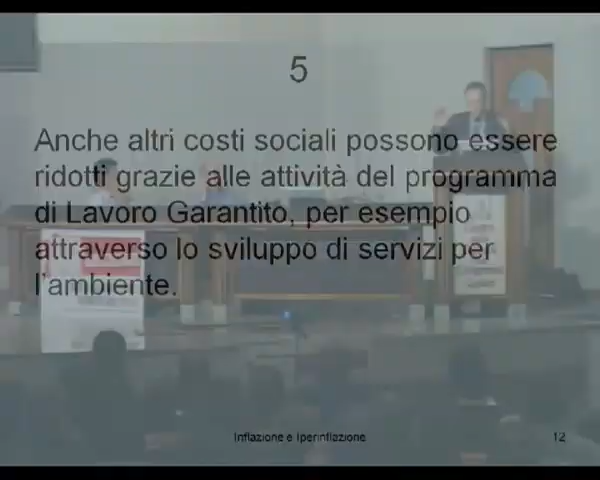 5
Anche altri costi sociali possono essere
ridotti grazie alle attività del programma
di Lavoro Garantito, per esempio
attraverso lo sviluppo di servizi per
l'ambiente.
Inflazione e Iperinflazione
12